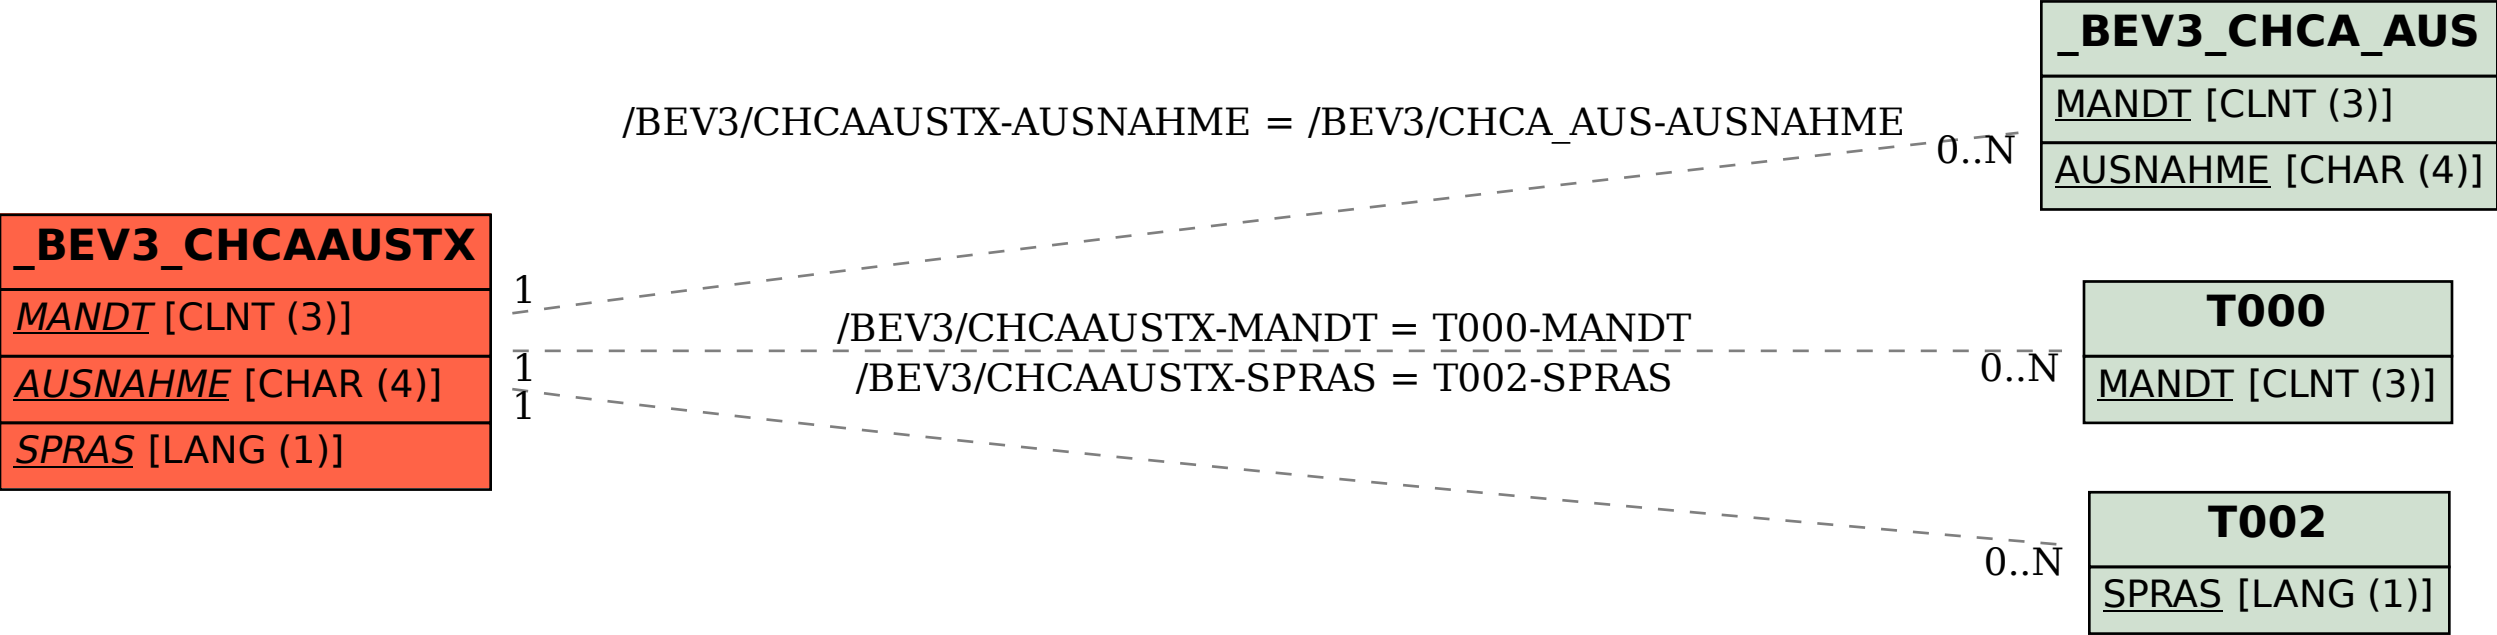 _BEV3_CHCAAUSTX
MANDT [CLNT (3)]
AUSNAHME [CHAR (4)]
SPRAS [LANG (1)]
/BEV3/CHCAAUSTX-AUSNAHME = /BEV3/CHCA_AUS-AUSNAHME
1
0..N
/BEV3/CHCAAUSTX-MANDT = T000-MANDT
1
0..N
/BEV3/CHCAAUSTX-SPRAS = T002-SPRAS
1
0..N
_BEV3_CHCA_AUS
MANDT [CLNT (3)]
AUSNAHME [CHAR (4)]
T000
MANDT [CLNT (3)]
T002
SPRAS [LANG (1)]